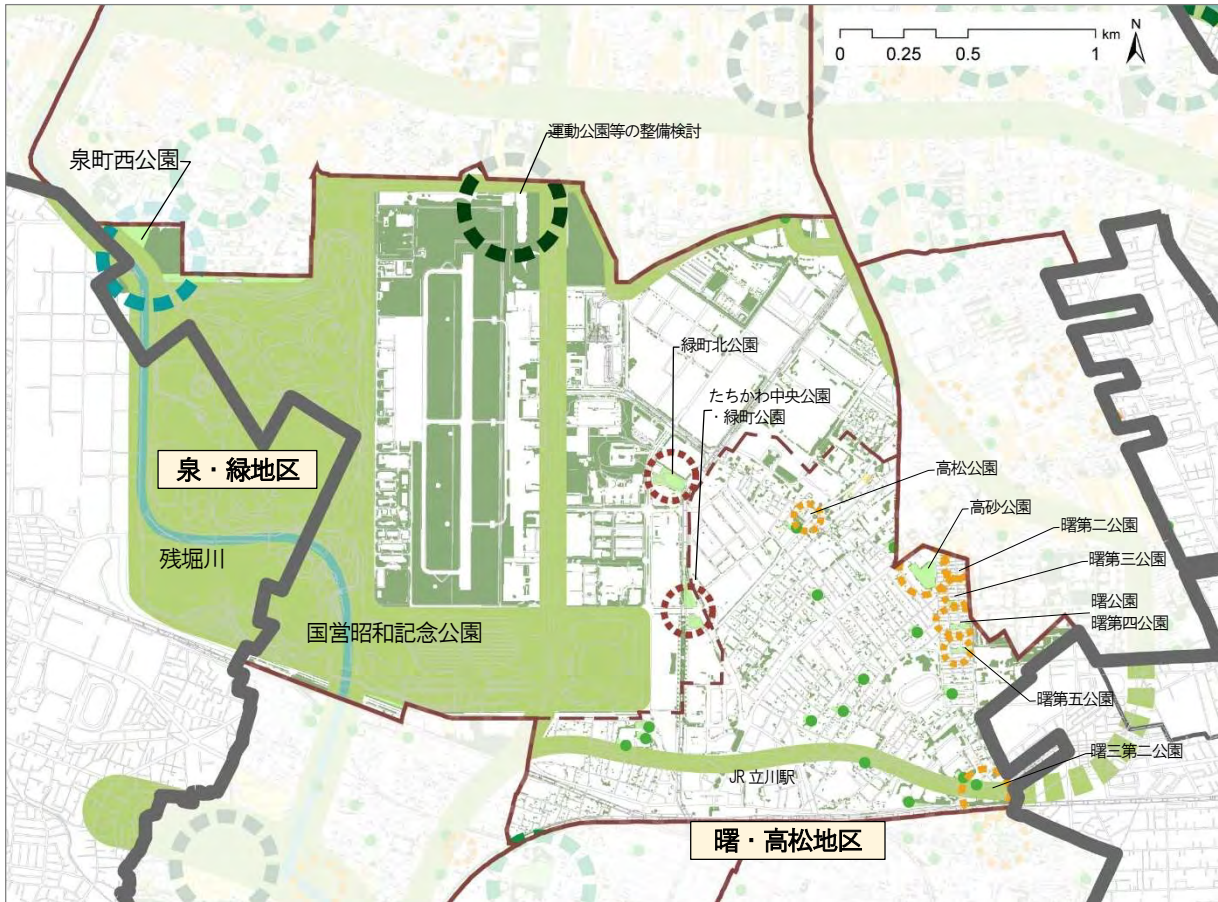 N
km
0 0.25 0.5 1
運動公園等の整備検討
泉町西公園
緑町北公園
たちかわ中央公園
・緑町公園
高松公園
高砂公園
曙第二公園
曙第三公園
泉・緑地区
残堀川
曙公園
曙第四公園
国営昭和記念公園
曙第五公園
曙三第二公園
JR 立川駅
曙・高松地区